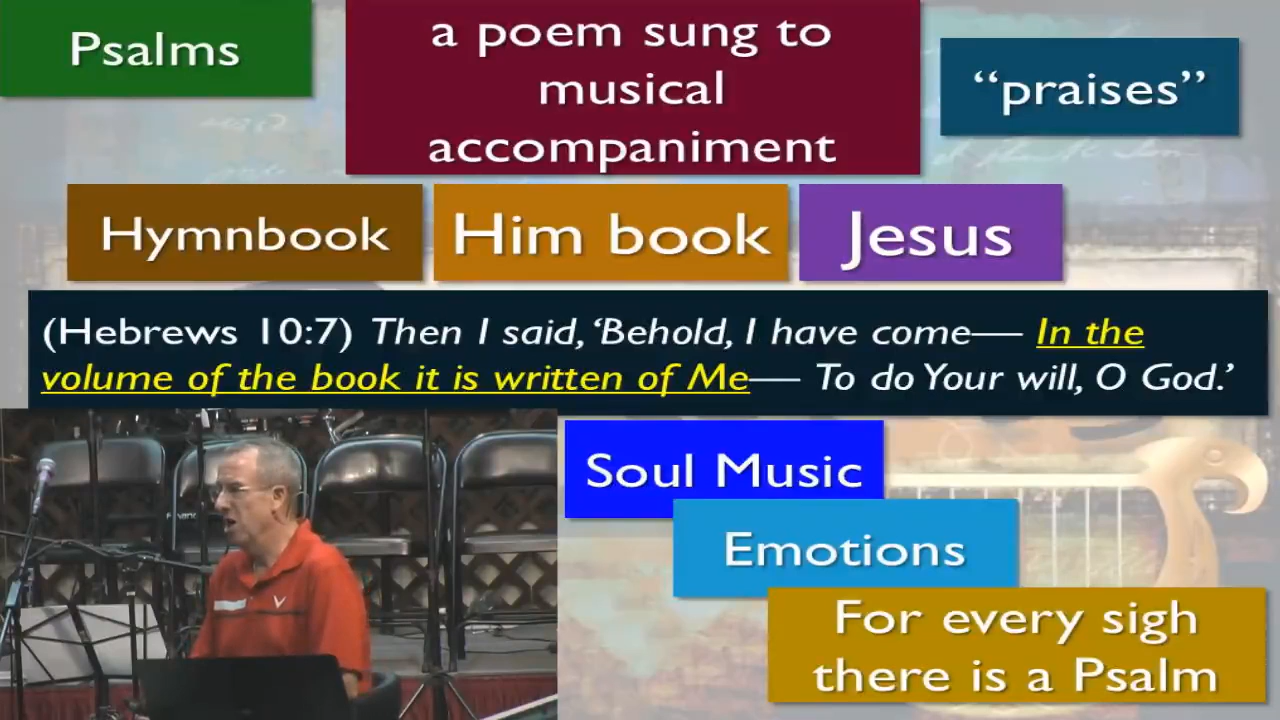 Psalms
a poem sung to
musical
accompaniment
“praises”
Hymnbook
Him book
Jesus
(Hebrews 10:7) Then I said, ‘Behold, I have come— In the
volume of the book it is written of Me— To do Your will, O God.’
Soul Music
Emotions
For every sigh
there is a Psalm